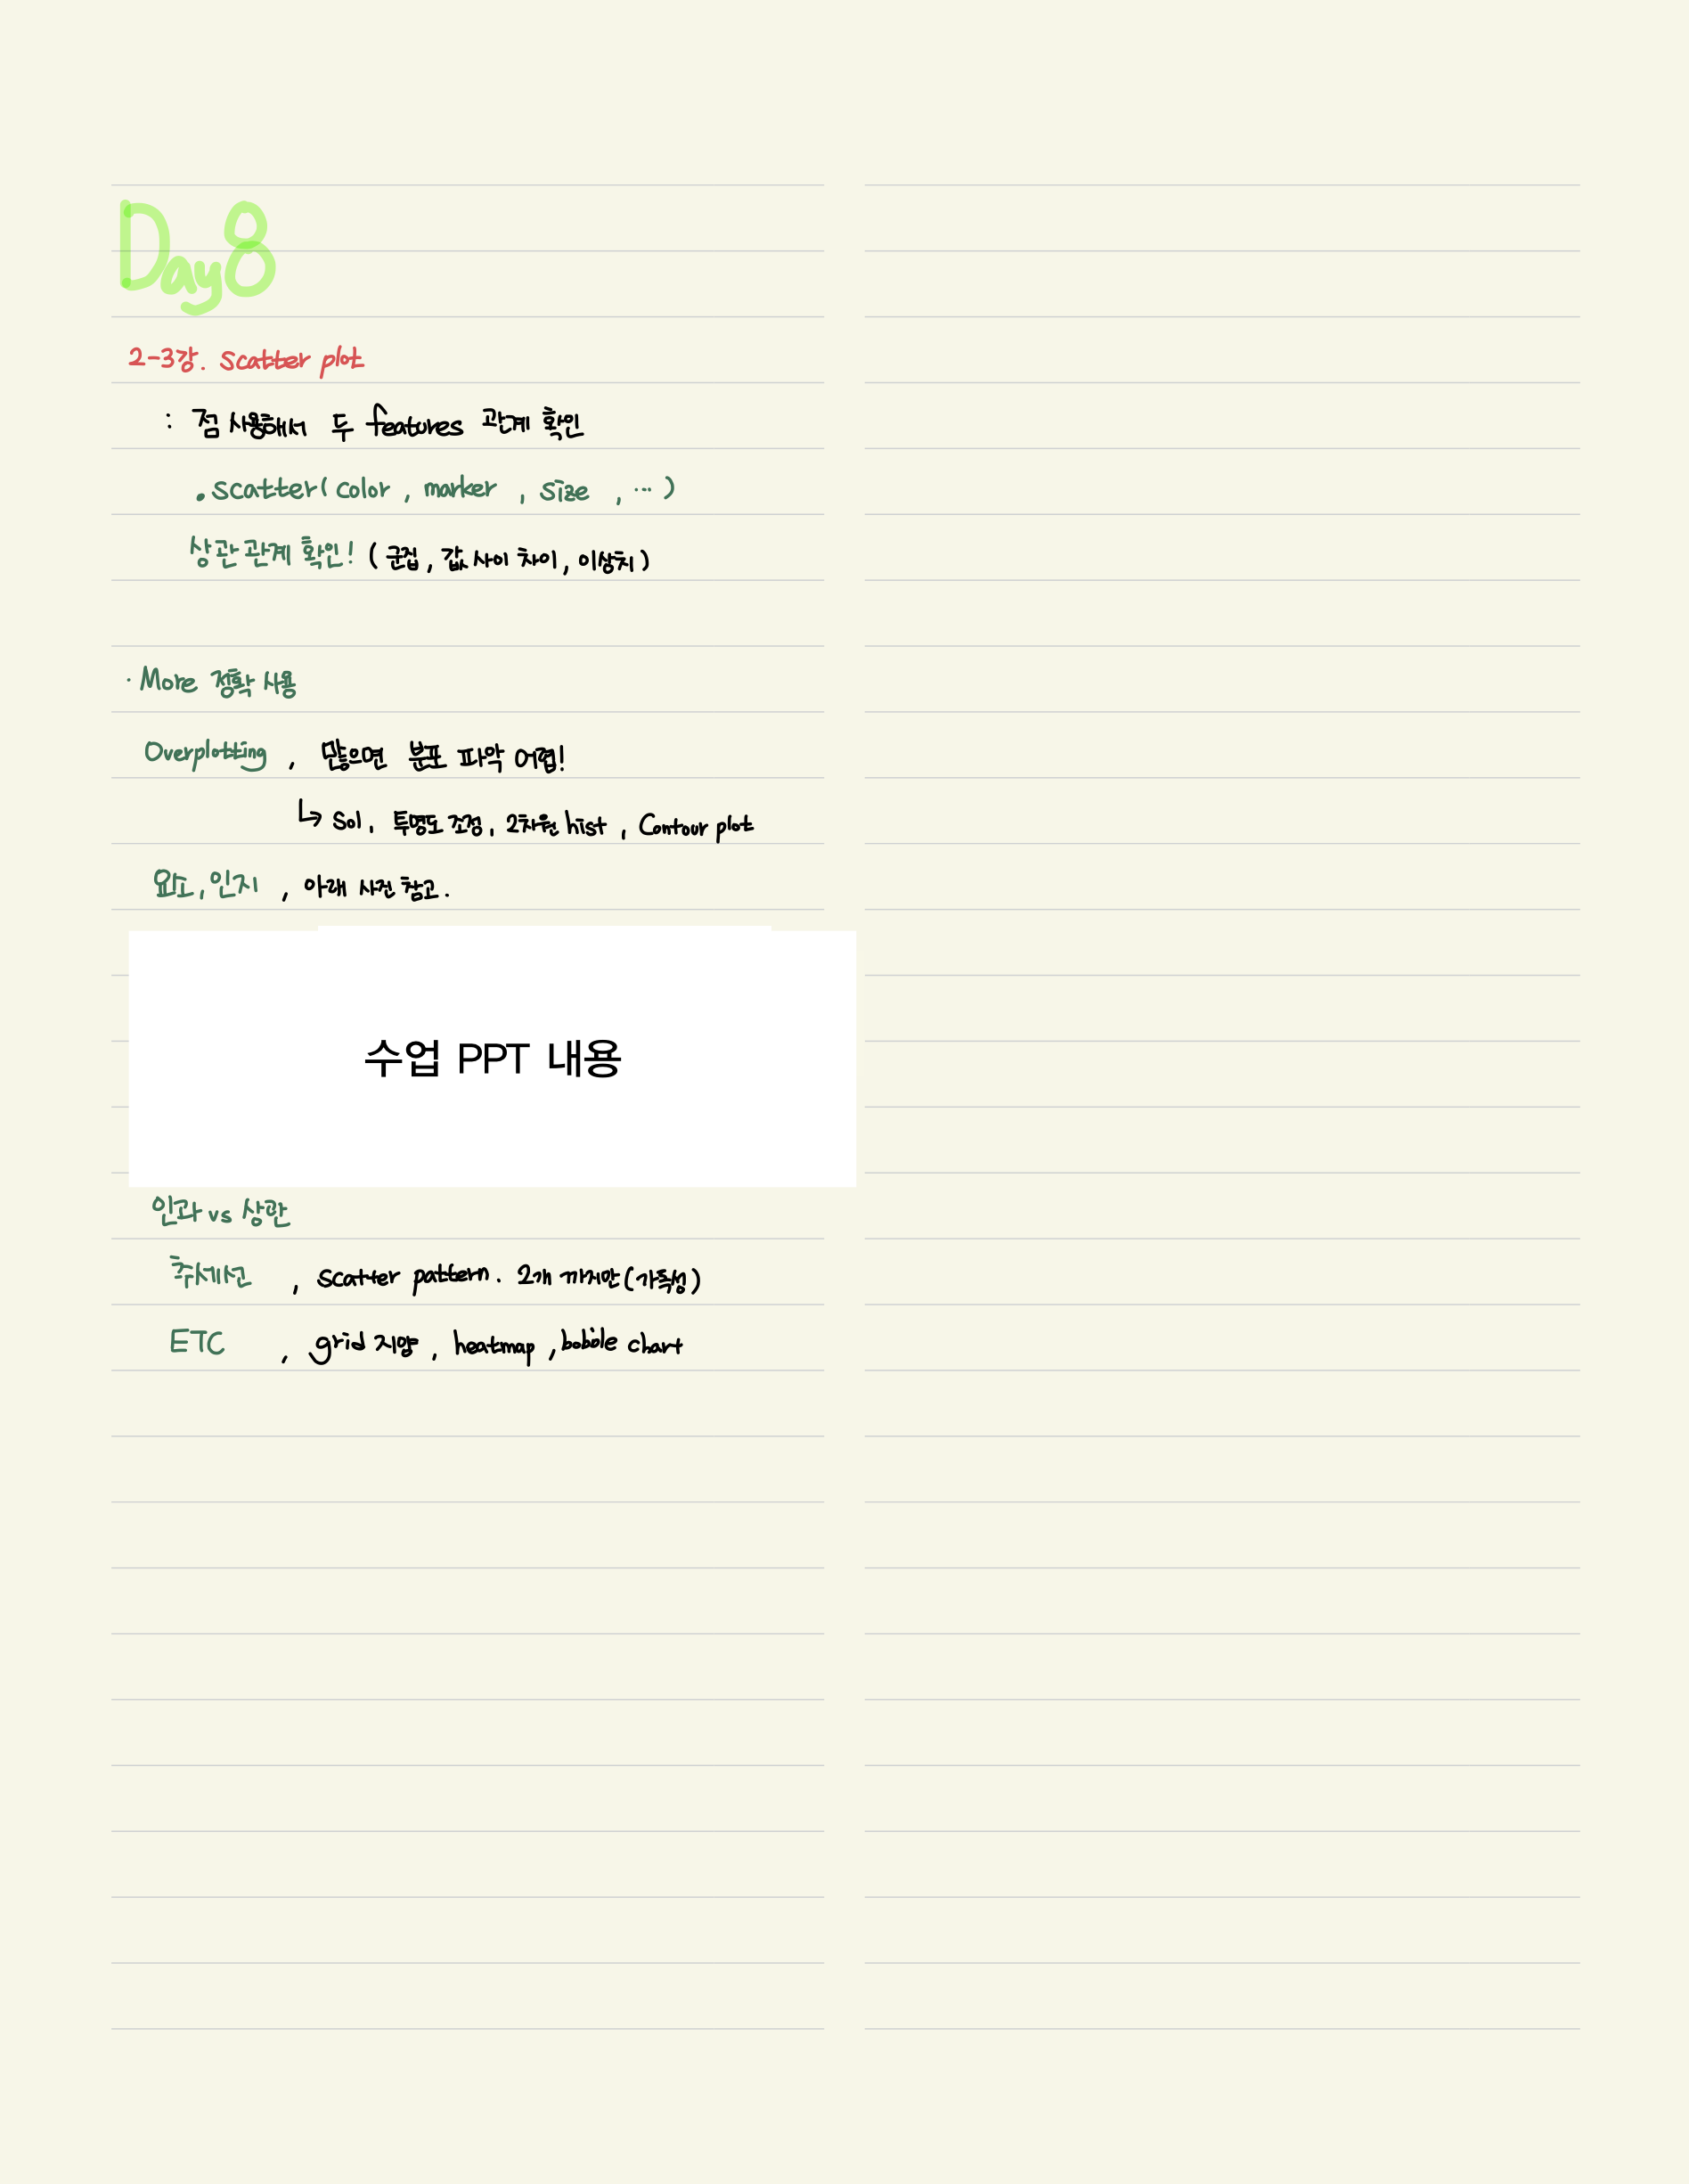 Day8
2-3강. scatter plot
: 점 사용해서 두 features 관계 확인
.scatter(color, marker, size, …)
상관 관계 확인! (군집, 값 사이 차이, 이상치)
· More 정확 사용
Overplotting, 많으면 분포 파악 어렵!
↳ Sol. 투명도 조정, 2차원 hist, Contour plot
요소, 인지, 아래 사진 참고.
수업 PPT 내용
인과 vs 상관
추세선, scatter pattern. 2개 까지만(가독성)
ETC, grid 지양, heatmap, bobble chart